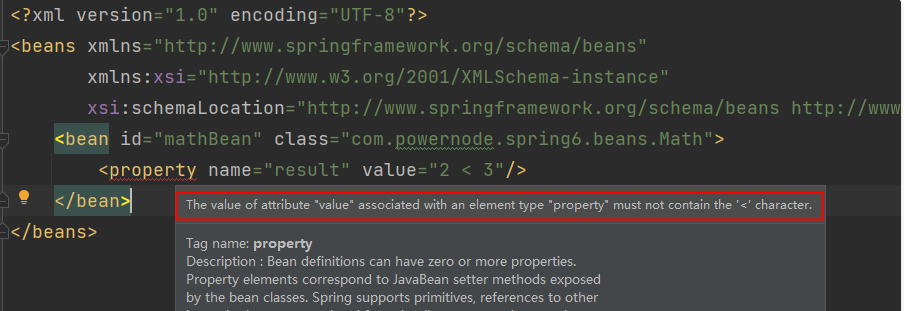 <?xml version="1.0" encoding="UTF-8"?>
<beans xmlns="http://www.springframework.org/schema/beans"
xmlns:xsi="http://www.w3.org/2001/XMLSchema-instance"
xsi:schemaLocation="http://www.springframework.org/schema/beans http://www
<bean id="mathBean" class="com.powernode.spring6.beans.Math">
<property name="result" value="2 < 3"/>
</bean>
The value of attribute "value" associated with an element type "property" must not contain the '<' character.
</beans>
Tag name: property
Description : Bean definitions can have zero or more properties.
Property elements correspond to JavaBean setter methods exposed
by the bean classes. Spring supports primitives, references to other